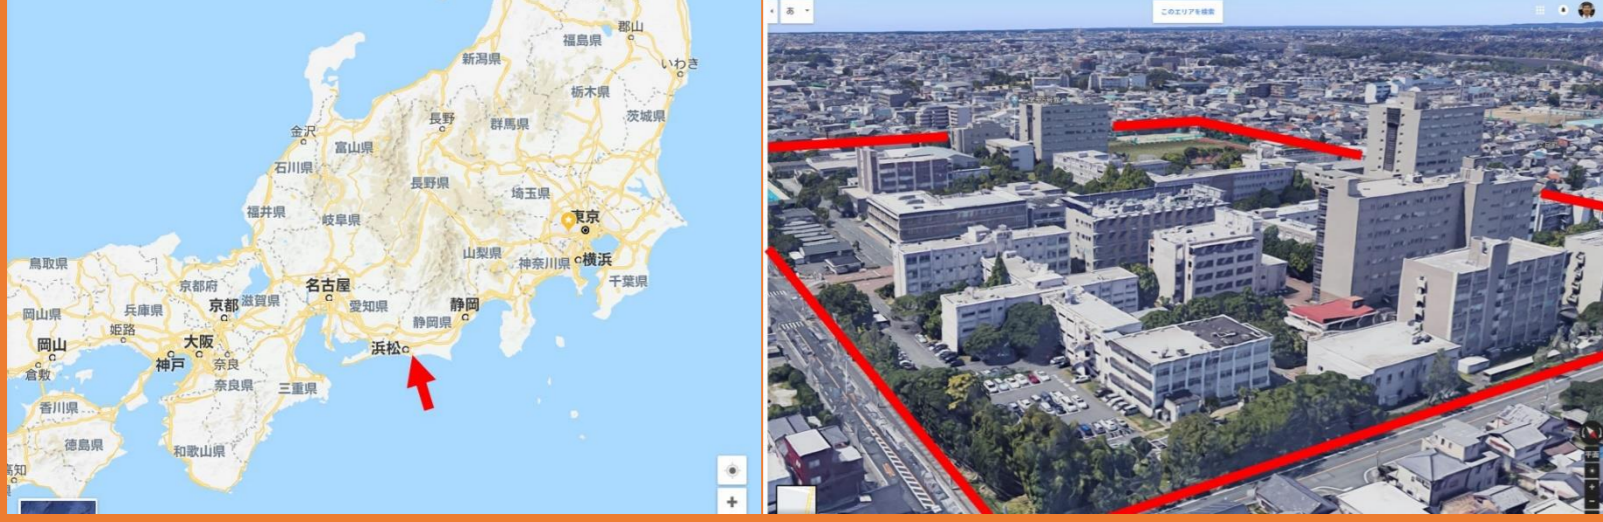 郡山
福島県
新潟県
いわき
栃木県
長野
群馬県
茨城県
金沢
富山県
石川県
長野県
埼玉県
福井県
岐阜県
東京
山梨県
神奈川県
横浜
千葉県
鳥取県
京都府
名古屋
京都
滋賀県
愛知県
静岡
岡山県
兵庫県
静岡県
姫路
大阪
浜松
岡山
神戸
奈良
倉敷
奈良県
三重県
香川県
徳島県
和歌山県
高知
あ
このエリアを検索
平面